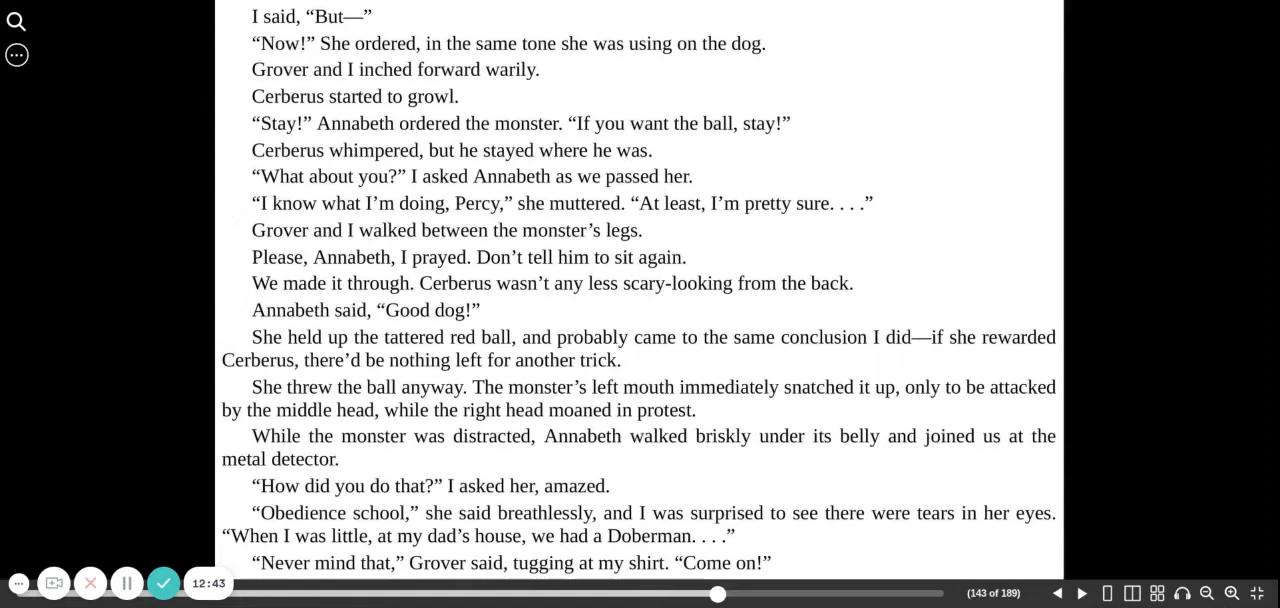 I said, “But—”
“Now!” She ordered, in the same tone she was using on the dog.
Grover and I inched forward warily.
Cerberus started to growl.
“Stay!” Annabeth ordered the monster. “If you want the ball, stay!”
Cerberus whimpered, but he stayed where he was.
“What about you?” I asked Annabeth as we passed her.
“I know what I’m doing, Percy,” she muttered. “At least, I’m pretty sure. . . .”
Grover and I walked between the monster’s legs.
Please, Annabeth, I prayed. Don’t tell him to sit again.
We made it through. Cerberus wasn’t any less scary-looking from the back.
Annabeth said, “Good dog!”
She held up the tattered red ball, and probably came to the same conclusion I did—if she rewarded
Cerberus, there’d be nothing left for another trick.
She threw the ball anyway. The monster’s left mouth immediately snatched it up, only to be attacked
by the middle head, while the right head moaned in protest.
While the monster was distracted, Annabeth walked briskly under its belly and joined us at the
metal detector.
“How did you do that?” I asked her, amazed.
“Obedience school,” she said breathlessly, and I was surprised to see there were tears in her eyes.
“When I was little, at my dad’s house, we had a Doberman. . . .”
“Never mind that,” Grover said, tugging at my shirt. “Come on!”
12:43
(143 of 189)